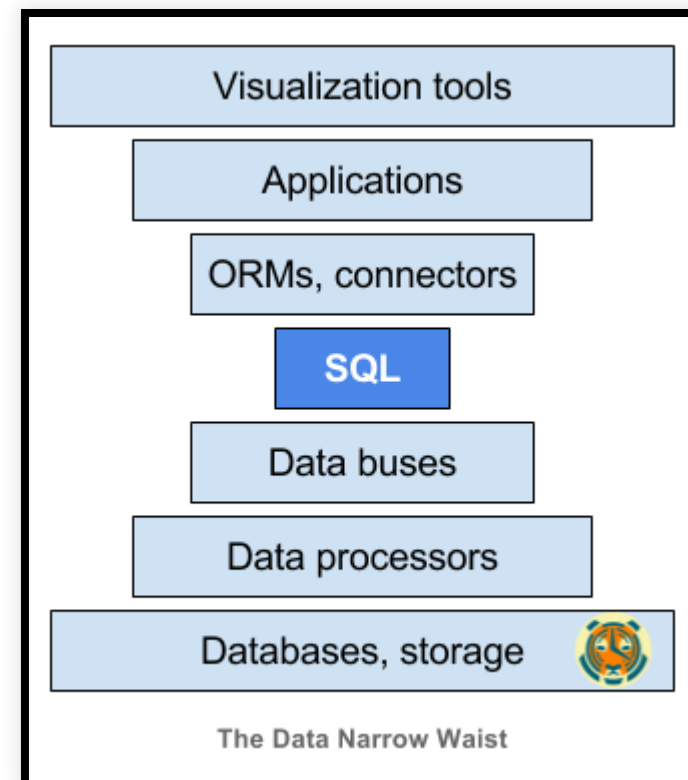 Visualization tools
Applications
ORMs, connectors
SQL
Data buses
Data processors
Databases, storage
The Data Narrow Waist